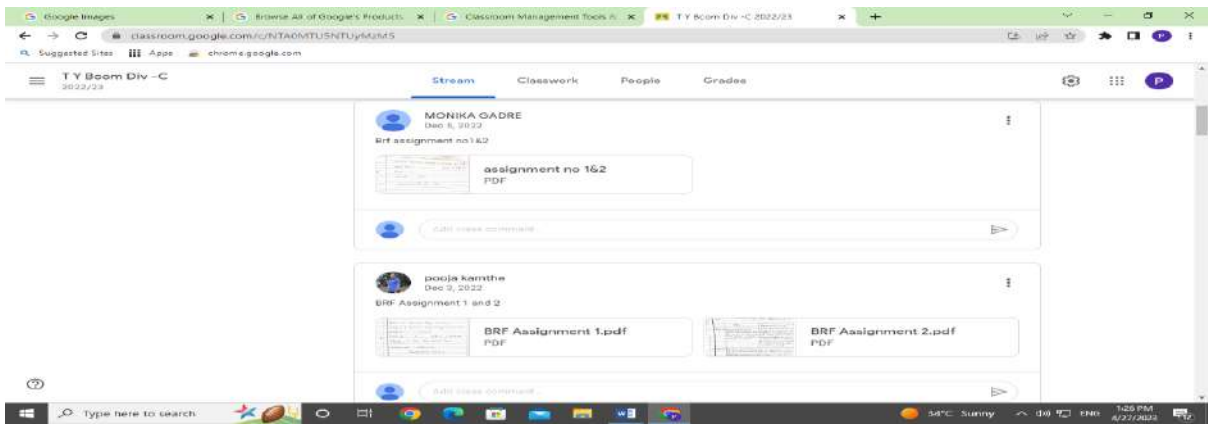 Google Images
Browse All of Google's Products
Classroom Management Tools
T Y Bcom Div -C 2022/23
classroom.google.com/c/NTA0MTU5NTUyMzM5
Suggested Sites
Apps
chrome.google.com
T Y Bcom Div -C
2022/23
Stream
Classwork
People
Grades
P
MONIKA GADRE
Dec 5, 2022
Brf assignment no1&2
assignment no 1&2
PDF
Add class comment...
pooja kamthe
Dec 3, 2022
BRF Assignment 1 and 2
BRF Assignment 1.pdf
PDF
BRF Assignment 2.pdf
PDF
Add class comment...
Type here to search
Sunny
ENG
1:26 PM
4/27/2023